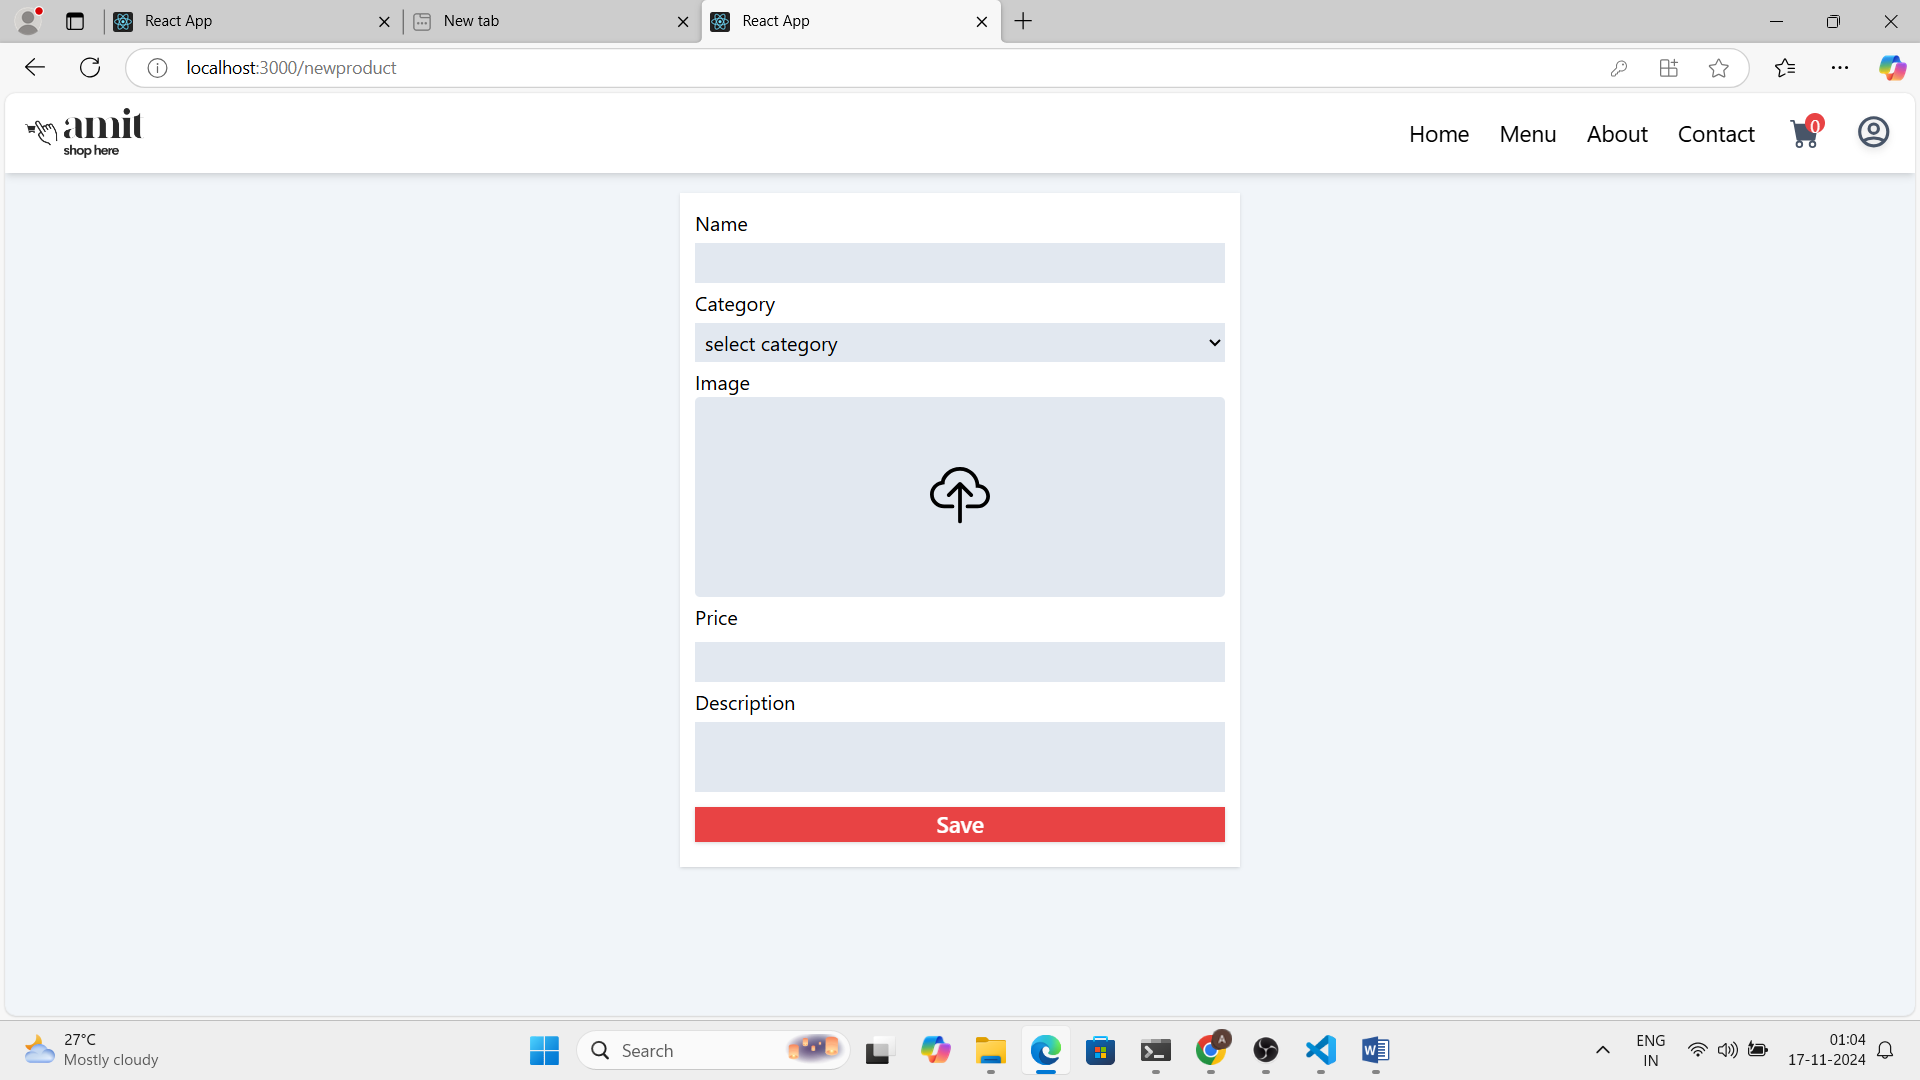 React App
New tab
React App
localhost:3000/newproduct
amit
shop here
Home
Menu
About
Contact
0
Name
Category
select category
Image
Price
Description
Save
27°C
Mostly cloudy
Search
A
ENG
IN
01:04
17-11-2024